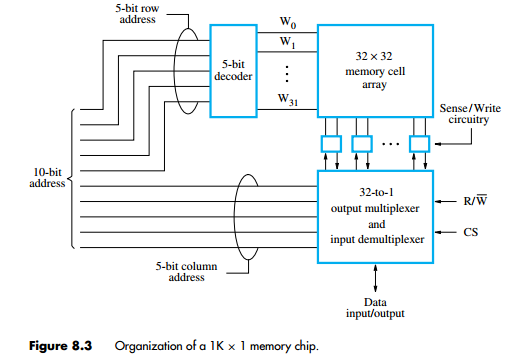 5-bit row
address
W0
W1
5-bit
decoder
32 × 32
memory cell
array
W31
Sense/Write
circuitry
10-bit
address
32-to-1
output multiplexer
and
input demultiplexer
R/W̅
CS
5-bit column
address
Data
input/output
Figure 8.3 Organization of a 1K × 1 memory chip.